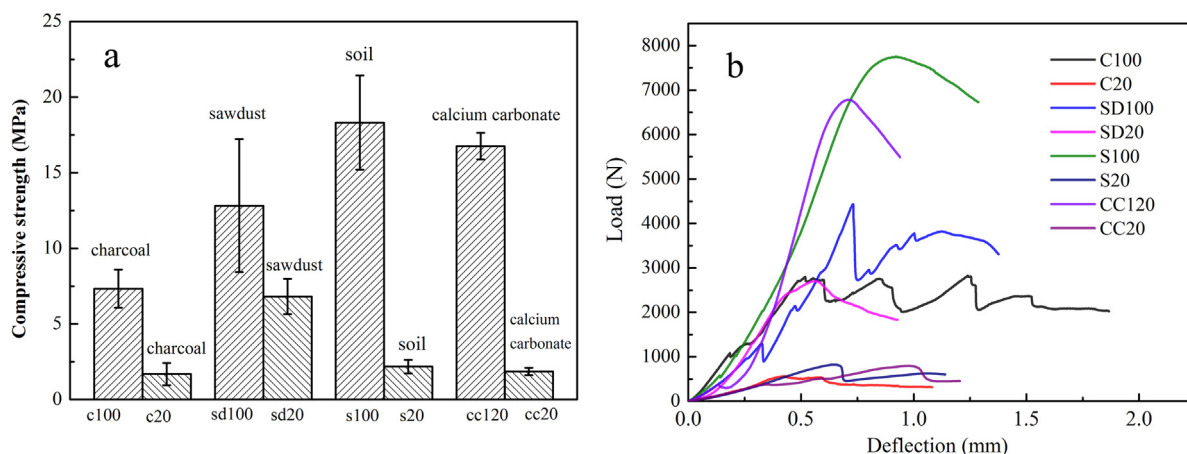 a
Compressive strength (MPa)
25
20
15
10
5
0
charcoal
charcoal
sawdust
sawdust
soil
soil
calcium carbonate
calcium
carbonate
c100 c20 sd100 sd20 s100 s20 cc120 cc20
b
Load (N)
8000
7000
6000
5000
4000
3000
2000
1000
0
C100
C20
SD100
SD20
S100
S20
CC120
CC20
0.0 0.5 1.0 1.5 2.0
Deflection (mm)